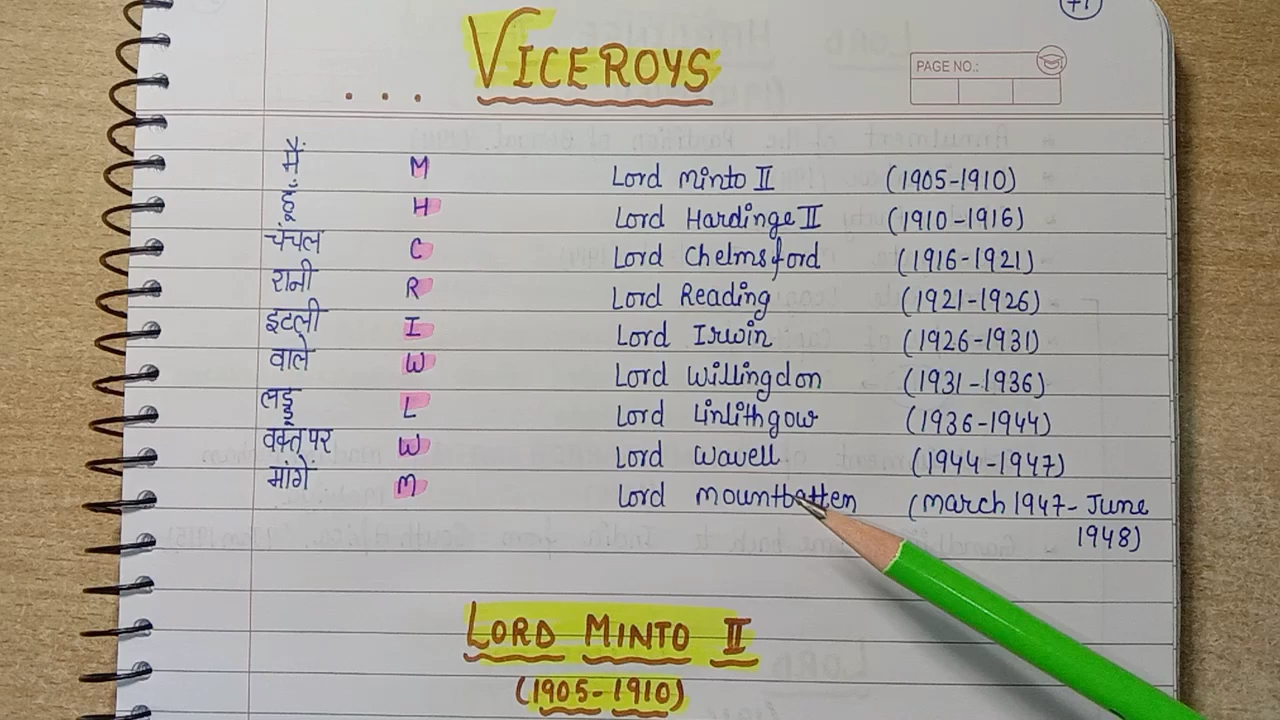 VICEROYS
...
PAGE NO.:
मैं M Lord Minto II (1905-1910)
हूँ H Lord Hardinge II (1910-1916)
चंचल C Lord Chelmsford (1916-1921)
रानी R Lord Reading (1921-1926)
इटली I Lord Irwin (1926-1931)
वाले W Lord Willingdon (1931-1936)
लड्डू L Lord Linlithgow (1936-1944)
वक्त पर W Lord Wavell (1944-1947)
मांगे M Lord Mountbatten (March 1947- June
1948)
LORD MINTO II
(1905-1910)